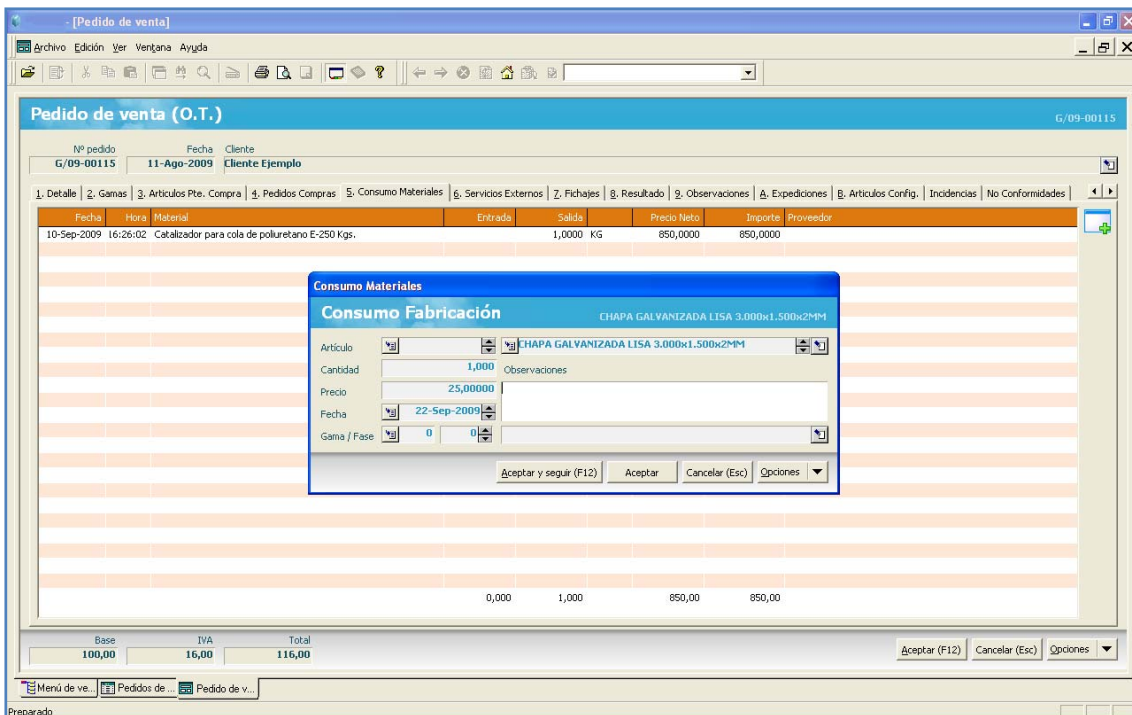 - [Pedido de venta]
Archivo Edición Ver Ventana Ayuda
Pedido de venta (O.T.) G/09-00115
Nº pedido Fecha Cliente
G/09-00115 11-Ago-2009 Cliente Ejemplo
1. Detalle 2. Gamas 3. Articulos Pte. Compra 4. Pedidos Compras 5. Consumo Materiales 6. Servicios Externos 7. Fichajes 8. Resultado 9. Observaciones A. Expediciones B. Articulos Config. Incidencias No Conformidades
Fecha Hora Material Entrada Salida Precio Neto Importe Proveedor
10-Sep-2009 16:26:02 Catalizador para cola de poliuretano E-250 Kgs. 1,0000 KG 850,0000 850,0000
Consumo Materiales
Consumo Fabricación CHAPA GALVANIZADA LISA 3.000x1.500x2MM
Artículo CHAPA GALVANIZADA LISA 3.000x1.500x2MM
Cantidad 1,000 Observaciones
Precio 25,00000
Fecha 22-Sep-2009
Gama / Fase 0 0
Aceptar y seguir (F12) Aceptar Cancelar (Esc) Opciones
0,000 1,000 850,00 850,00
Base IVA Total
100,00 16,00 116,00
Aceptar (F12) Cancelar (Esc) Opciones
Menú de ve... Pedidos de ... Pedido de v...
Preparado